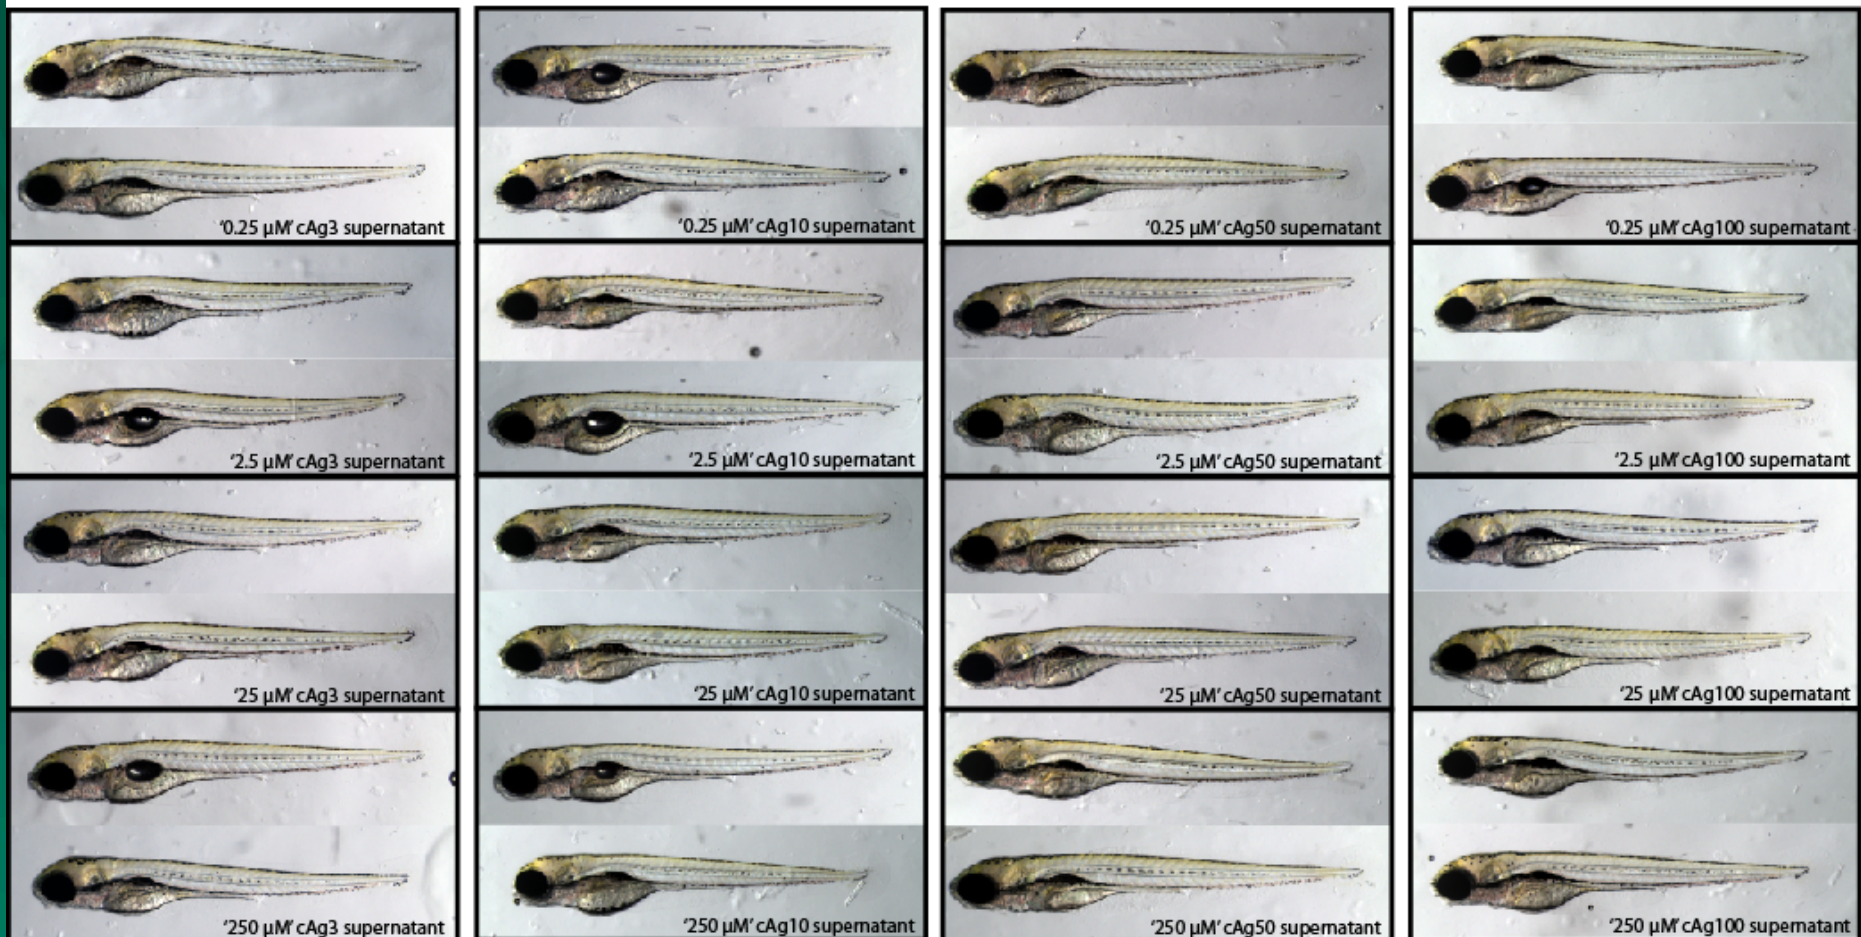 ‘0.25 µM’ cAg3 supernatant
‘0.25 µM’ cAg10 supernatant
‘0.25 µM’ cAg50 supernatant
‘0.25 µM’ cAg100 supernatant
‘2.5 µM’ cAg3 supernatant
‘2.5 µM’ cAg10 supernatant
‘2.5 µM’ cAg50 supernatant
‘2.5 µM’ cAg100 supernatant
‘25 µM’ cAg3 supernatant
‘25 µM’ cAg10 supernatant
‘25 µM’ cAg50 supernatant
‘25 µM’ cAg100 supernatant
‘250 µM’ cAg3 supernatant
‘250 µM’ cAg10 supernatant
‘250 µM’ cAg50 supernatant
‘250 µM’ cAg100 supernatant